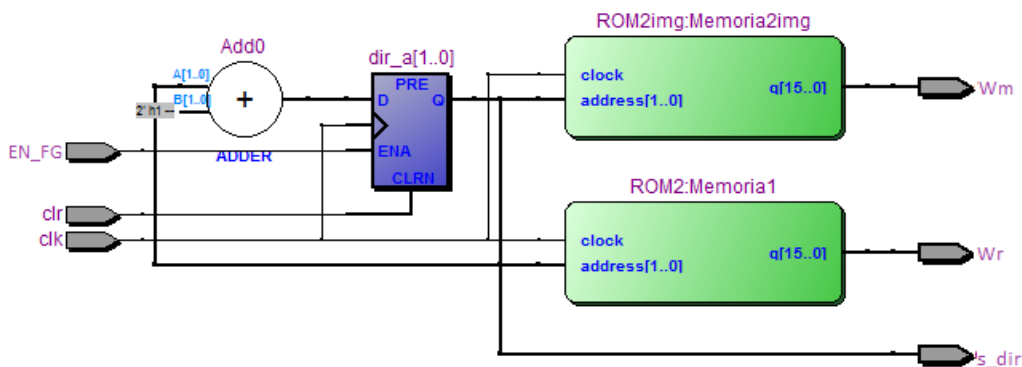 ROM2img:Memoria2img
Add0
dir_a[1..0]
A[1..0]
B[1..0]
2' h1 --
+
ADDER
PRE
D
Q
ENA
CLRN
clock
address[1..0]
q[15..0]
Wm
EN_FG
clr
clk
ROM2:Memoria1
clock
address[1..0]
q[15..0]
Wr
's_dir